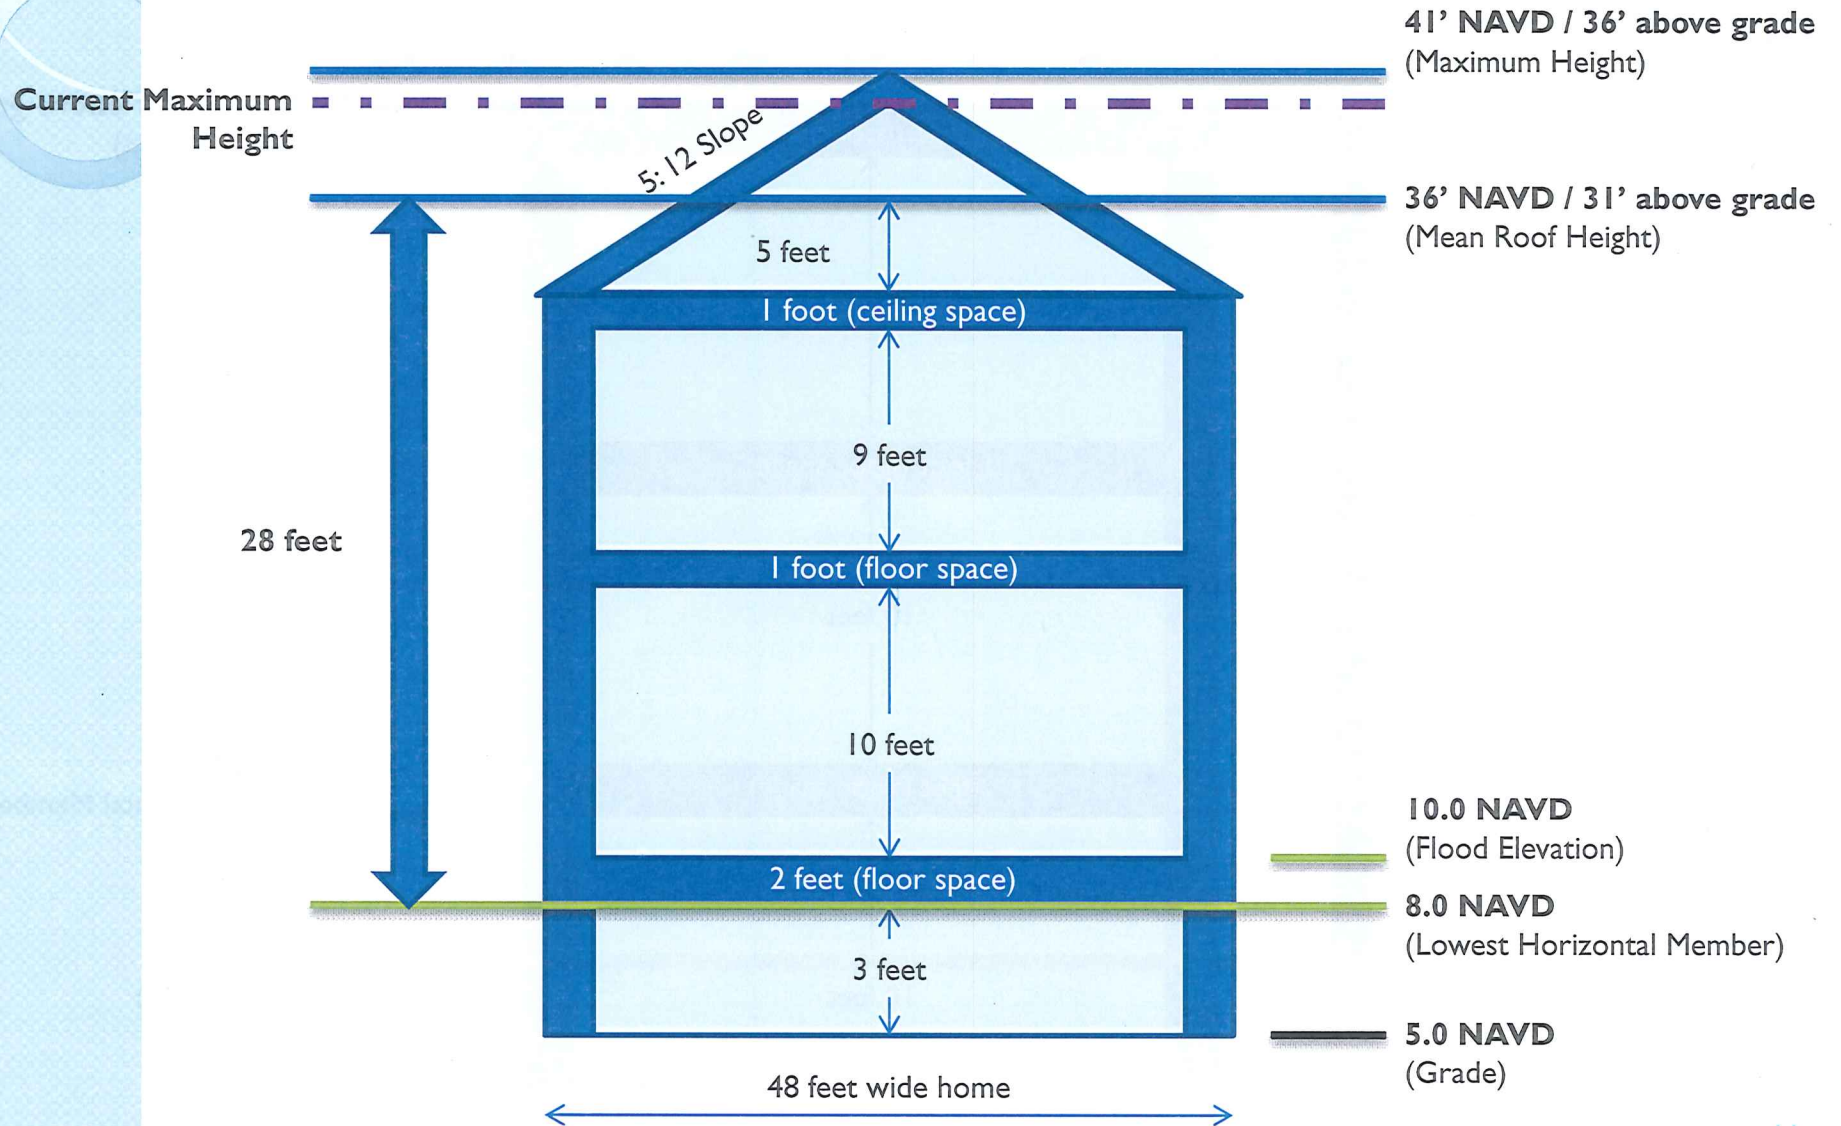 41’ NAVD / 36’ above grade
(Maximum Height)
Current Maximum
Height
5:12 Slope
36’ NAVD / 31’ above grade
(Mean Roof Height)
5 feet
1 foot (ceiling space)
9 feet
28 feet
1 foot (floor space)
10 feet
10.0 NAVD
(Flood Elevation)
2 feet (floor space)
8.0 NAVD
(Lowest Horizontal Member)
3 feet
5.0 NAVD
(Grade)
48 feet wide home